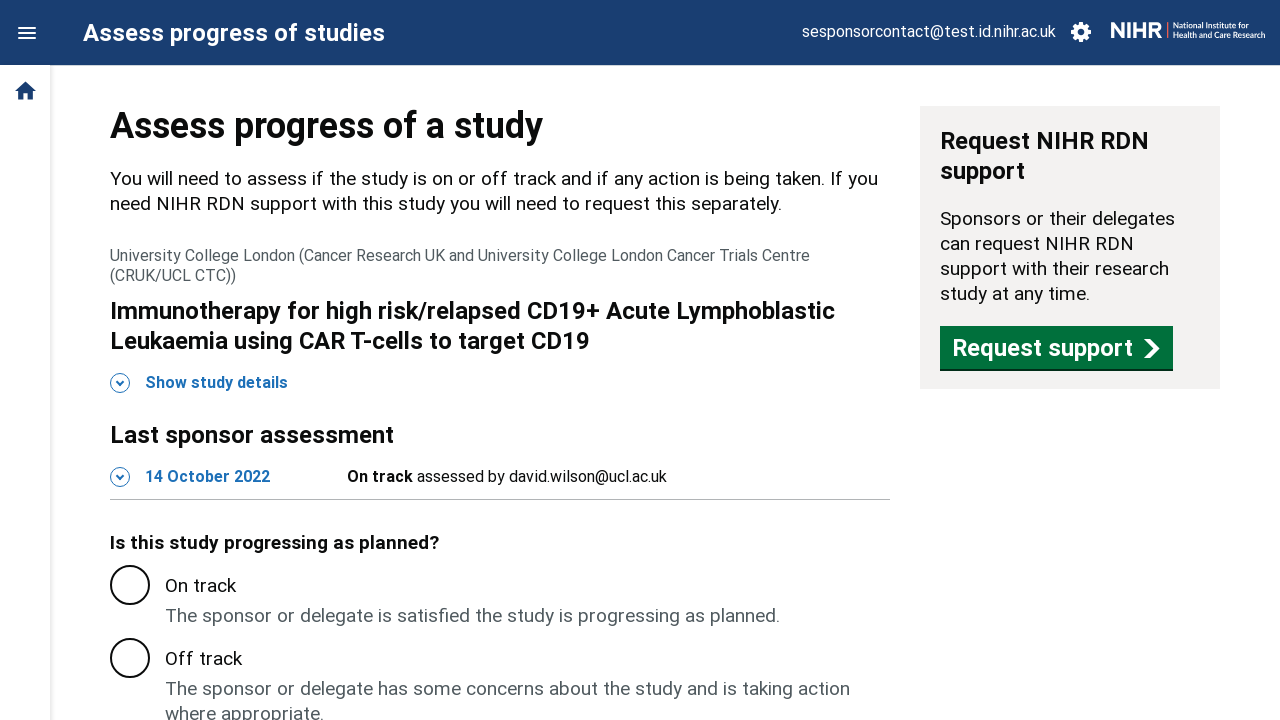 Assess progress of studies
sesponsorcontact@test.id.nihr.ac.uk
NIHR
National Institute for
Health and Care Research
Assess progress of a study
You will need to assess if the study is on or off track and if any action is being taken. If you
need NIHR RDN support with this study you will need to request this separately.
University College London (Cancer Research UK and University College London Cancer Trials Centre
(CRUK/UCL CTC))
Immunotherapy for high risk/relapsed CD19+ Acute Lymphoblastic
Leukaemia using CAR T-cells to target CD19
Show study details
Last sponsor assessment
14 October 2022
On track assessed by david.wilson@ucl.ac.uk
Is this study progressing as planned?
On track
The sponsor or delegate is satisfied the study is progressing as planned.
Off track
The sponsor or delegate has some concerns about the study and is taking action
where appropriate.
Request NIHR RDN
support
Sponsors or their delegates
can request NIHR RDN
support with their research
study at any time.
Request support